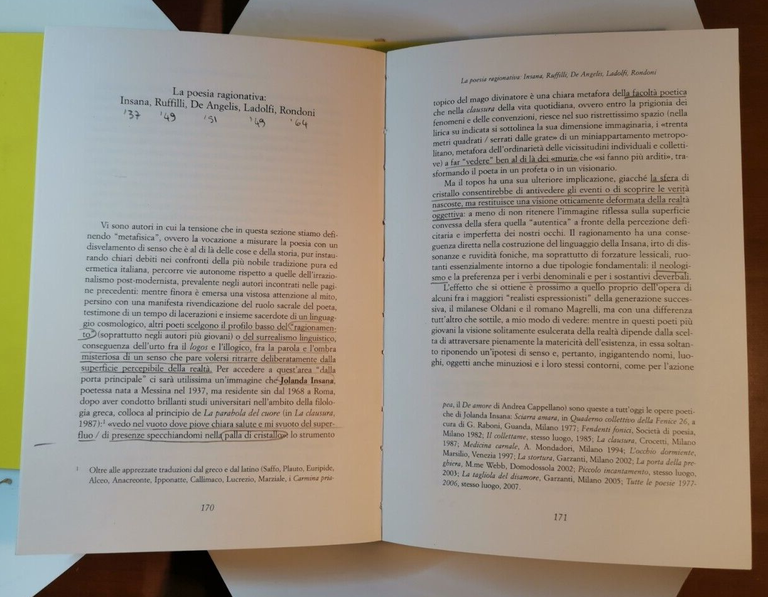 La poesia ragionativa:
Insana, Ruffilli, De Angelis, Ladolfi, Rondoni
'37 '49 '51 '49 '64
Vi sono autori in cui la tensione che in questa sezione stiamo defi-
nendo "metafisica", ovvero la vocazione a misurare la poesia con un
disvelamento di senso che è al di là delle cose e della storia, pur instau-
rando chiari debiti nei confronti della più nobile tradizione pura ed
ermetica italiana, percorre vie autonome rispetto a quelle dell'irrazio-
nalismo post-modernista, prevalente negli autori incontrati nelle pagi-
ne precedenti: mentre finora è emersa una vistosa attenzione al mito,
persino con una manifesta rivendicazione del ruolo sacrale del poeta,
testimone di un tempo di lacerazioni e insieme sacerdote di un linguag-
gio cosmologico, altri poeti scelgono il profilo basso del "ragionamen-
to" (soprattutto negli autori più giovani) o del surrealismo linguistico,
conseguenza dell'urto fra il logos e l'illogico, fra la parola e l'ombra
misteriosa di un senso che pare volersi ritrarre deliberatamente dalla
superficie percepibile della realtà. Per accedere a quest'area "dalla
porta principale" ci sarà utilissima un'immagine che Jolanda Insana,
poetessa nata a Messina nel 1937, ma residente sin dal 1968 a Roma,
dopo aver condotto brillanti studi universitari nell'ambito della filolo-
gia greca, colloca al principio de La parabola del cuore (in La clausura,
1987):¹ «vedo nel vuoto dove piove chiara salute e mi vuoto del super-
fluo / di presenze specchiandomi nella palla di cristallo»: lo strumento
1 Oltre alle apprezzate traduzioni dal greco e dal latino (Saffo, Plauto, Euripide,
Alceo, Anacreonte, Ipponatte, Callimaco, Lucrezio, Marziale, i Carmina pria-
170
La poesia ragionativa: Insana, Ruffilli, De Angelis, Ladolfi, Rondoni
topico del mago divinatore è una chiara metafora della facoltà poetica
che nella clausura della vita quotidiana, ovvero entro la prigionia dei
fenomeni e delle convenzioni, riesce nel suo ristrettissimo spazio (nella
lirica su indicata si sottolinea la sua dimensione immaginaria, i «trenta
metri quadrati / serrati dalle grate» di un miniappartamento metropo-
litano, metafora dell'ordinarietà delle vicissitudini individuali e colletti-
ve) a far "vedere" ben al di là dei «muri» che «si fanno più arditi», tra-
sformando il poeta in un profeta o in un visionario.
Ma il topos ha una sua ulteriore implicazione, giacché la sfera di
cristallo consentirebbe di antivedere gli eventi o di scoprire le verità
nascoste, ma restituisce una visione otticamente deformata della realtà
oggettiva: a meno di non ritenere l'immagine riflessa sulla superficie
convessa della sfera quella "autentica" a fronte della percezione defi-
citaria e imperfetta dei nostri occhi. Il ragionamento ha una conse-
guenza diretta nella costruzione del linguaggio della Insana, irto di dis-
sonanze e ruvidità foniche, ma soprattutto di forzature lessicali, ruo-
tanti essenzialmente intorno a due tipologie fondamentali: il neologi-
smo e la preferenza per i verbi denominali e per i sostantivi deverbali.
L'effetto che si ottiene è prossimo a quello proprio dell'opera di
alcuni fra i maggiori "realisti espressionisti" della generazione succes-
siva, il milanese Oldani e il romano Magrelli, ma con una differenza
tutt'altro che sottile, a mio modo di vedere: mentre in questi poeti più
giovani la visione solitamente esulcerata della realtà dipende dalla scel-
ta di attraversare pienamente la matericità dell'esistenza, in essa soltan-
to riponendo un'ipotesi di senso e, pertanto, ingigantendo nomi, luo-
ghi, oggetti anche minuziosi e i loro stessi contorni, come per l'azione
pea, il De amore di Andrea Cappellano) sono queste a tutt'oggi le opere poeti-
che di Jolanda Insana: Sciarra amara, in Quaderno collettivo della Fenice 26, a
cura di G. Raboni, Guanda, Milano 1977; Fendenti fonici, Società di poesia,
Milano 1982; Il collettame, stesso luogo, 1985; La clausura, Crocetti, Milano
1987; Medicina carnale, A. Mondadori, Milano 1994; L'occhio dormiente,
Marsilio, Venezia 1997; La stortura, Garzanti, Milano 2002; La porta della pre-
ghiera, M.me Webb, Domodossola 2002; Piccolo incantamento, stesso luogo,
2003; La tagliola del disamore, Garzanti, Milano 2005; Tutte le poesie 1977-
2006, stesso luogo, 2007.
171